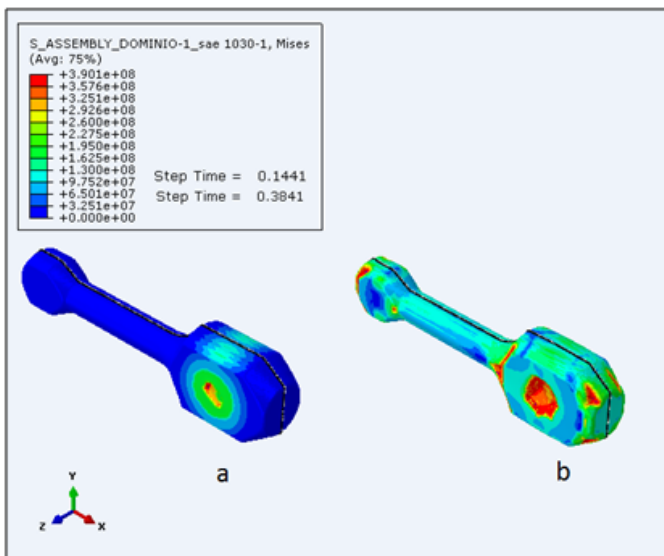 S_ASSEMBLY_DOMINIO-1_sae 1030-1, Mises
(Avg: 75%)
+3.901e+08
+3.576e+08
+3.251e+08
+2.926e+08
+2.600e+08
+2.275e+08
+1.950e+08
+1.625e+08
+1.300e+08
+9.752e+07
+6.501e+07
+3.251e+07
+0.000e+00
Step Time = 0.1441
Step Time = 0.3841
a
b
Y
Z
X